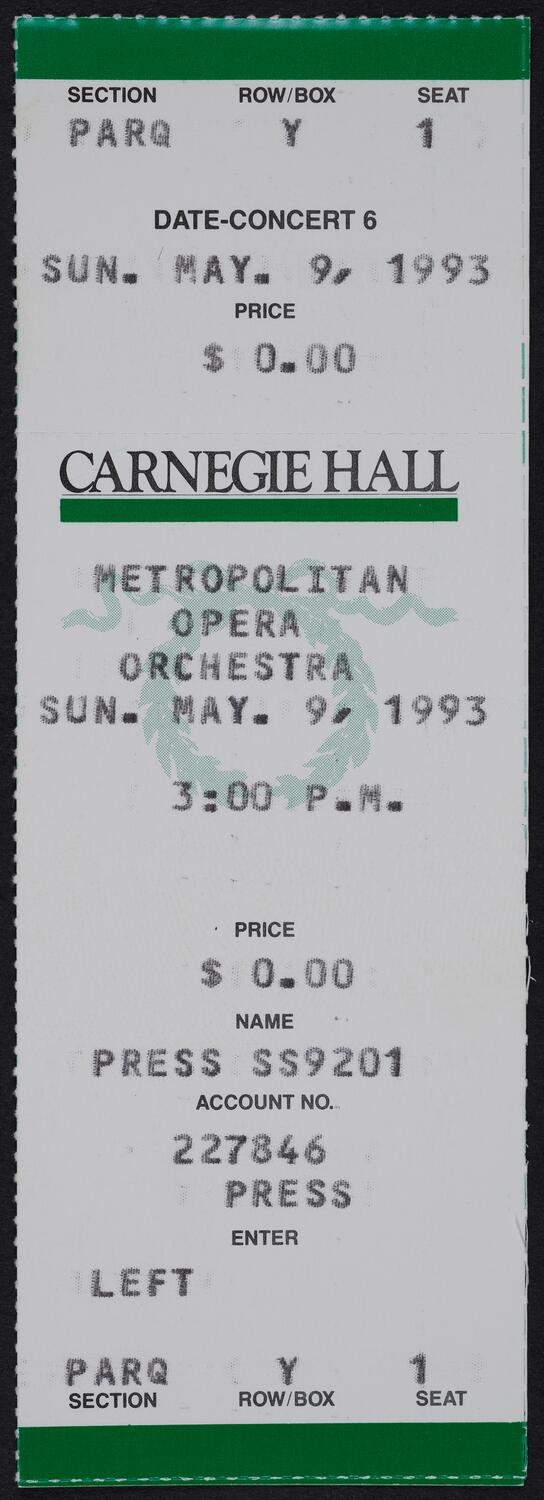 SECTION ROW/BOX SEAT
PARQ Y 1
DATE-CONCERT 6
SUN. MAY. 9, 1993
PRICE
$ 0.00
CARNEGIE HALL
METROPOLITAN
OPERA
ORCHESTRA
SUN. MAY. 9, 1993
3:00 P.M.
PRICE
$ 0.00
NAME
PRESS SS9201
ACCOUNT NO.
227846
PRESS
ENTER
LEFT
PARQ Y 1
SECTION ROW/BOX SEAT